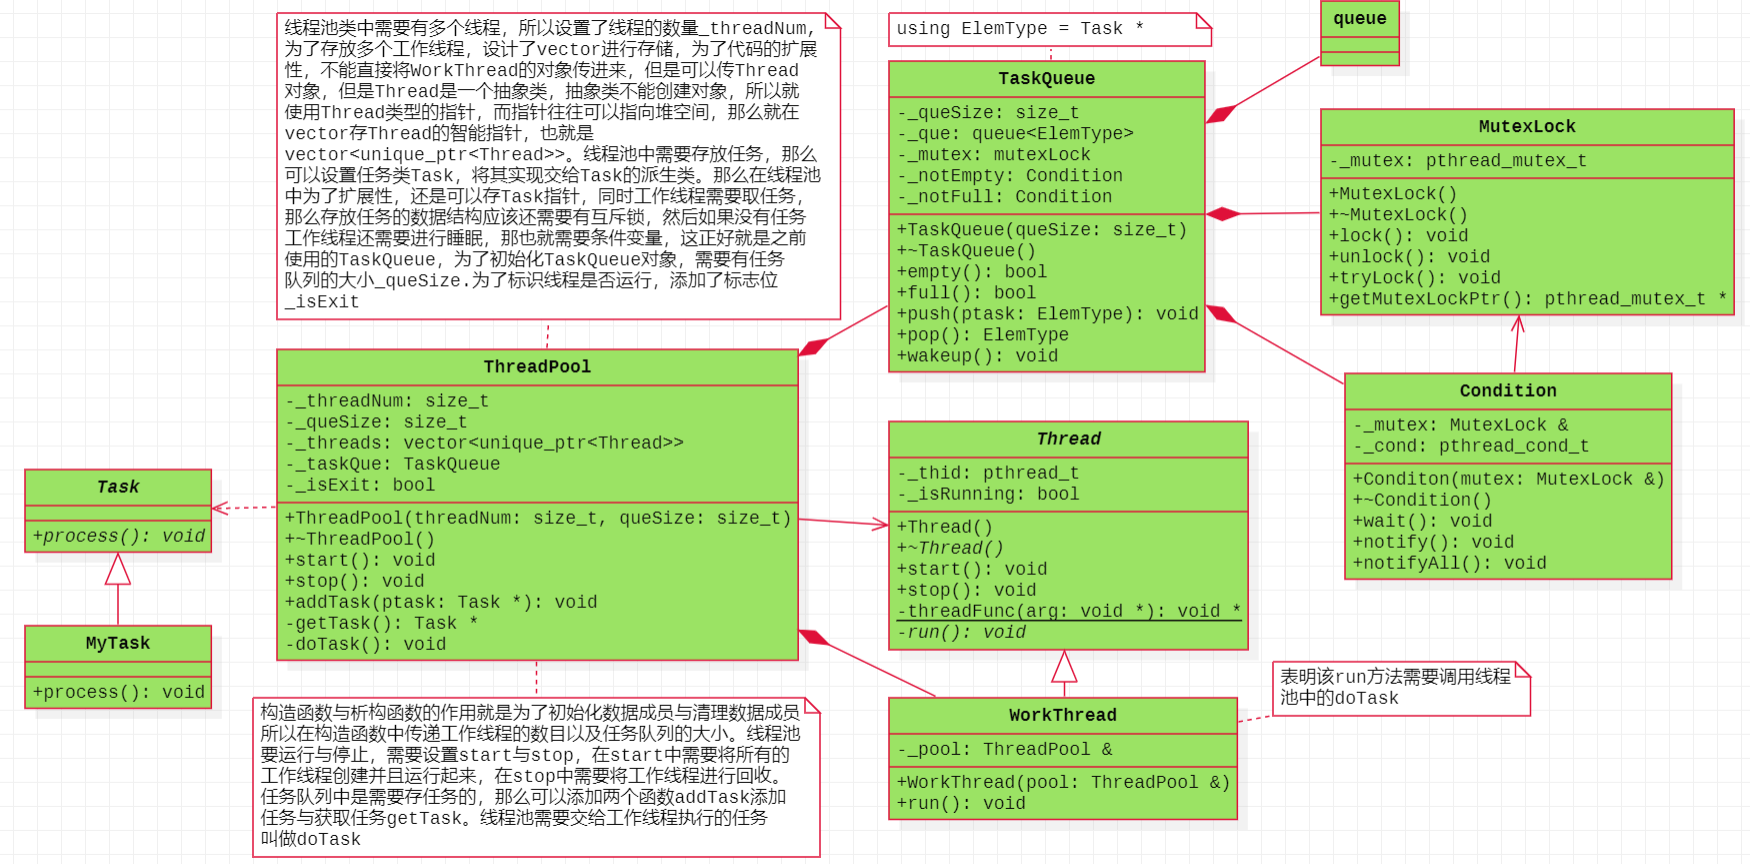 线程池类中需要有多个线程，所以设置了线程的数量_threadNum,
为了存放多个工作线程，设计了vector进行存储，为了代码的扩展
性，不能直接将WorkThread的对象传进来，但是可以传Thread
对象，但是Thread是一个抽象类，抽象类不能创建对象，所以就
使用Thread类型的指针，而指针往往可以指向堆空间，那么就在
vector存Thread的智能指针，也就是
vector<unique_ptr<Thread>>。线程池中需要存放任务，那么
可以设置任务类Task，将其实现交给Task的派生类。那么在线程池
中为了扩展性，还是可以存Task指针，同时工作线程需要取任务，
那么存放任务的数据结构应该还需要有互斥锁，然后如果没有任务
工作线程还需要进行睡眠，那也就需要条件变量，这正好就是之前
使用的TaskQueue，为了初始化TaskQueue对象，需要有任务
队列的大小_queSize.为了标识线程是否运行，添加了标志位
_isExit
using ElemType = Task *
queue
TaskQueue
-_queSize: size_t
-_que: queue<ElemType>
-_mutex: mutexLock
-_notEmpty: Condition
-_notFull: Condition
+TaskQueue(queSize: size_t)
+~TaskQueue()
+empty(): bool
+full(): bool
+push(ptask: ElemType): void
+pop(): ElemType
+wakeup(): void
MutexLock
-_mutex: pthread_mutex_t
+MutexLock()
+~MutexLock()
+lock(): void
+unlock(): void
+tryLock(): void
+getMutexLockPtr(): pthread_mutex_t *
ThreadPool
-_threadNum: size_t
-_queSize: size_t
-_threads: vector<unique_ptr<Thread>>
-_taskQue: TaskQueue
-_isExit: bool
+ThreadPool(threadNum: size_t, queSize: size_t)
+~ThreadPool()
+start(): void
+stop(): void
+addTask(ptask: Task *): void
-getTask(): Task *
-doTask(): void
Condition
-_mutex: MutexLock &
-_cond: pthread_cond_t
+Conditon(mutex: MutexLock &)
+~Condition()
+wait(): void
+notify(): void
+notifyAll(): void
Thread
-_thid: pthread_t
-_isRunning: bool
+Thread()
+~Thread()
+start(): void
+stop(): void
-threadFunc(arg: void *): void *
-run(): void
Task
+process(): void
MyTask
+process(): void
构造函数与析构函数的作用就是为了初始化数据成员与清理数据成员
所以在构造函数中传递工作线程的数目以及任务队列的大小。线程池
要运行与停止，需要设置start与stop，在start中需要将所有的
工作线程创建并且运行起来，在stop中需要将工作线程进行回收。
任务队列中是需要存任务的，那么可以添加两个函数addTask添加
任务与获取任务getTask。线程池需要交给工作线程执行的任务
叫做doTask
WorkThread
-_pool: ThreadPool &
+WorkThread(pool: ThreadPool &)
+run(): void
表明该run方法需要调用线程
池中的doTask